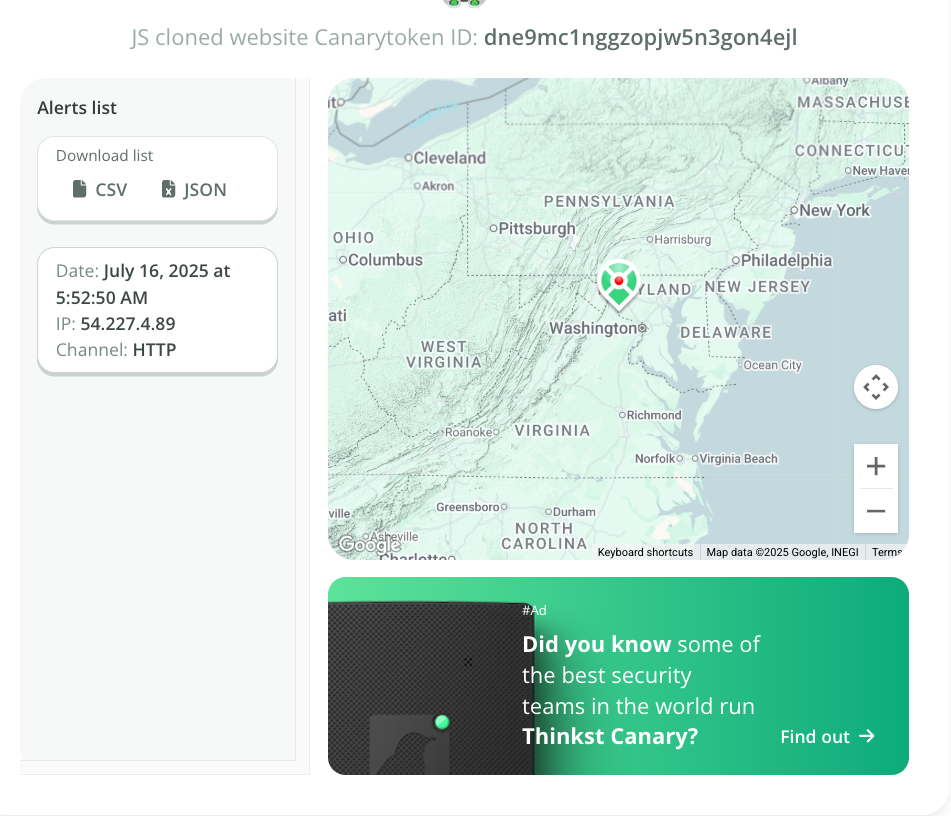 JS cloned website Canarytoken ID: dne9mc1nggzopjw5n3gon4ejl
Alerts list
Download list
CSV JSON
Date: July 16, 2025 at
5:52:50 AM
IP: 54.227.4.89
Channel: HTTP
Albany
MASSACHUSE
CONNECTICUT
New Haven
Cleveland
Akron
PENNSYLVANIA
New York
Pittsburgh
OHIO
Harrisburg
Columbus
Philadelphia
YLAND
NEW JERSEY
ati
Washington
DELAWARE
WEST
VIRGINIA
Ocean City
Richmond
Roanoke
VIRGINIA
Norfolk
Virginia Beach
Greensboro
Durham
ville
NORTH
CAROLINA
Asheville
Google
Charlotte
Keyboard shortcuts
Map data ©2025 Google, INEGI
Terms
#Ad
Did you know some of
the best security
teams in the world run
Thinkst Canary?
Find out →